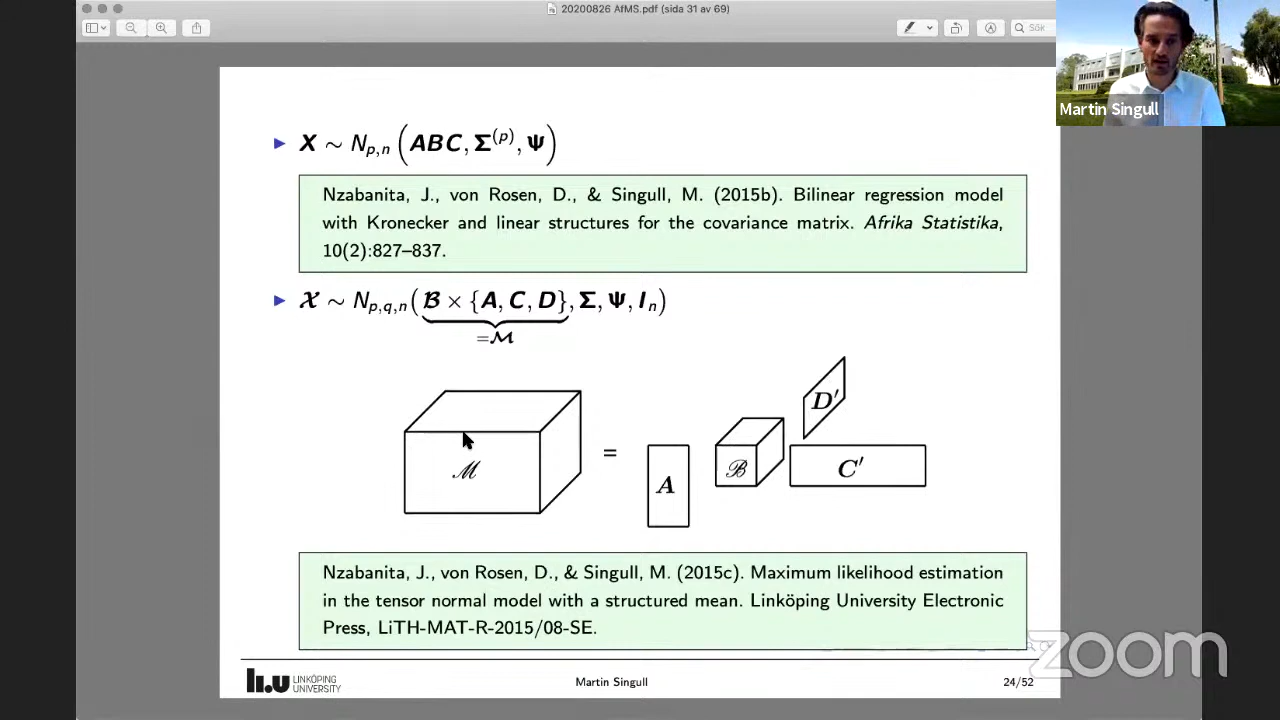 20200826 AfMS.pdf (sida 31 av 69)
Sök
Martin Singull
X ∼ N_{p,n} (ABC, Σ^{(p)}, Ψ)
Nzabanita, J., von Rosen, D., & Singull, M. (2015b). Bilinear regression model
with Kronecker and linear structures for the covariance matrix. Afrika Statistika,
10(2):827–837.
𝒳 ∼ N_{p,q,n}(ℬ × {A, C, D}, Σ, Ψ, I_n)
=ℳ
D′
ℳ = A ℬ C′
Nzabanita, J., von Rosen, D., & Singull, M. (2015c). Maximum likelihood estimation
in the tensor normal model with a structured mean. Linköping University Electronic
Press, LiTH-MAT-R-2015/08-SE.
zoom
LINKÖPING
UNIVERSITY
Martin Singull
24/52